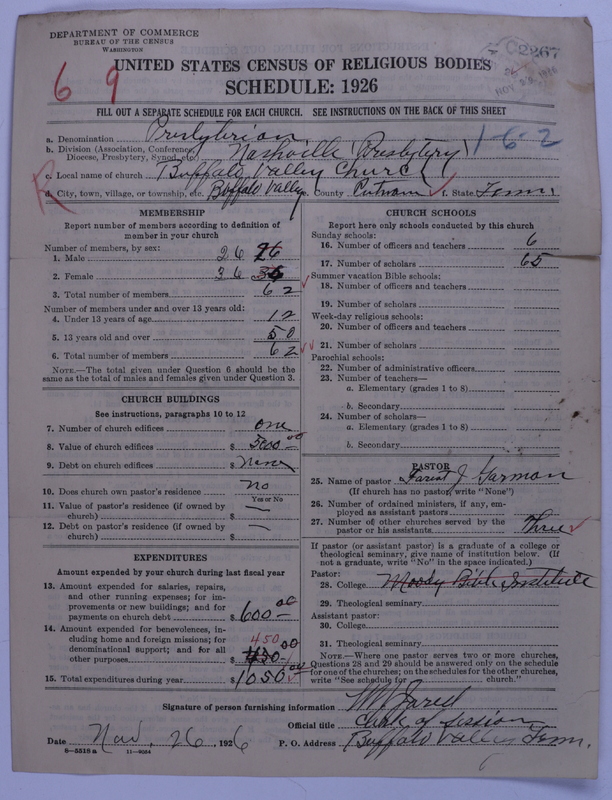 DEPARTMENT OF COMMERCE
BUREAU OF THE CENSUS
WASHINGTON
C2267
NOV 1926
6 9
UNITED STATES CENSUS OF RELIGIOUS BODIES
SCHEDULE: 1926
FILL OUT A SEPARATE SCHEDULE FOR EACH CHURCH. SEE INSTRUCTIONS ON THE BACK OF THIS SHEET
a. Denomination Presbyterian
1-6-2
b. Division (Association, Conference, Diocese, Presbytery, Synod, etc.) Nashville Presbytery
c. Local name of church Buffalo Valley Church
R
d. City, town, village, or township, etc. Buffalo Valley e. County Putnam f. State Tenn.
MEMBERSHIP
Report number of members according to definition of
member in your church
Number of members, by sex:
1. Male 26 26
2. Female 36 36
3. Total number of members 62
Number of members under and over 13 years old:
4. Under 13 years of age 12
5. 13 years old and over 50
6. Total number of members 62
NOTE.—The total given under Question 6 should be the
same as the total of males and females given under Question 3.
CHURCH BUILDINGS
See instructions, paragraphs 10 to 12
7. Number of church edifices one
8. Value of church edifices $ 5000.00
9. Debt on church edifices $ none
10. Does church own pastor's residence No
Yes or No
11. Value of pastor's residence (if owned by
church) $ —
12. Debt on pastor's residence (if owned by
church) $ —
EXPENDITURES
Amount expended by your church during last fiscal year
13. Amount expended for salaries, repairs,
and other running expenses; for im-
provements or new buildings; and for
payments on church debt $ 600.00
14. Amount expended for benevolences, in-
cluding home and foreign missions; for
denominational support; and for all
other purposes $ 450 450.00
15. Total expenditures during year $ 1050.00
CHURCH SCHOOLS
Report here only schools conducted by this church
Sunday schools:
16. Number of officers and teachers 6
17. Number of scholars 65
Summer vacation Bible schools:
18. Number of officers and teachers
19. Number of scholars
Week-day religious schools:
20. Number of officers and teachers
21. Number of scholars
Parochial schools:
22. Number of administrative officers
23. Number of teachers—
a. Elementary (grades 1 to 8)
b. Secondary
24. Number of scholars—
a. Elementary (grades 1 to 8)
b. Secondary
PASTOR
25. Name of pastor J Garmon
(If church has no pastor, write "None")
26. Number of ordained ministers, if any, em-
ployed as assistant pastors
27. Number of other churches served by the
pastor or his assistants Three
If pastor (or assistant pastor) is a graduate of a college or
theological seminary, give name of institution below. (If
not a graduate, write "No" in the space indicated.)
Pastor:
28. College Moody Bible Institute
29. Theological seminary
Assistant pastor:
30. College
31. Theological seminary
NOTE.—Where one pastor serves two or more churches,
Questions 28 and 29 should be answered only on the schedule
for one of the churches; on the schedules for the other churches,
write "See schedule for church."
Signature of person furnishing information Jared
Official title Clerk of Session
Date Nov. 26, 1926 P. O. Address Buffalo Valley Tenn.
8—5518 a 11—9064